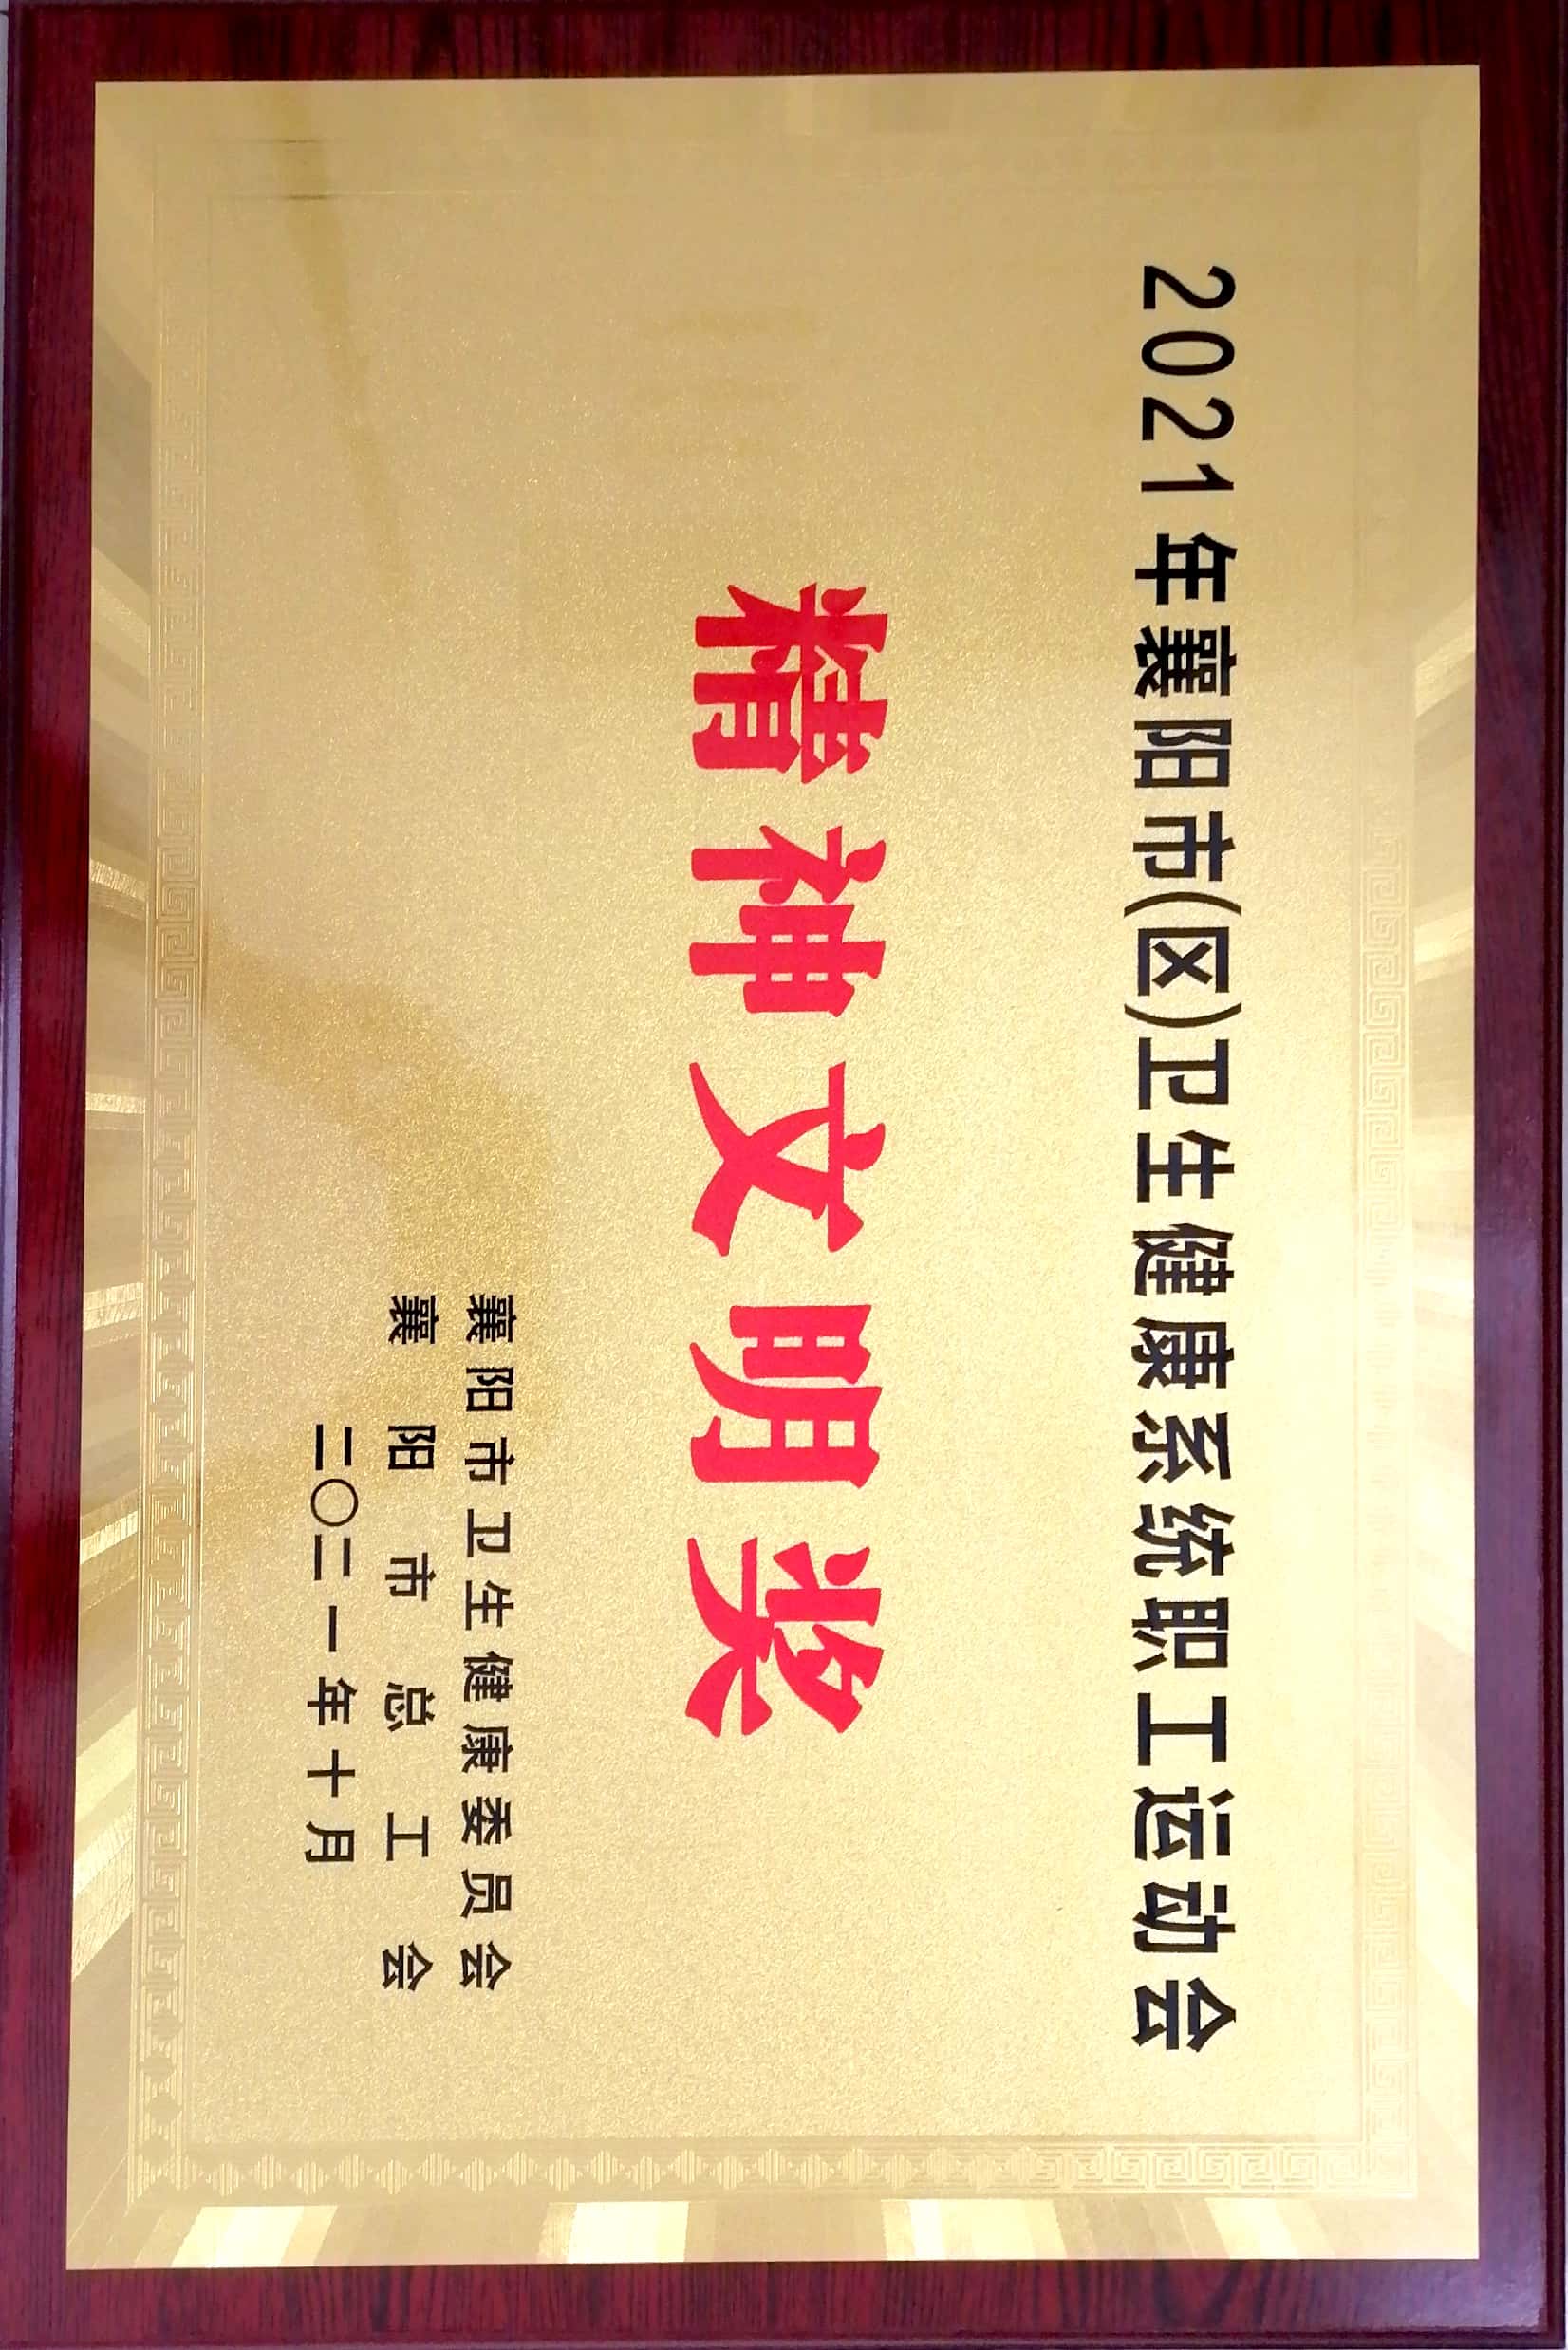 2021年襄阳市(区)卫生健康系统职工运动会
精神文明奖
襄阳市卫生健康委员会
襄阳市总工会
二〇二一年十月